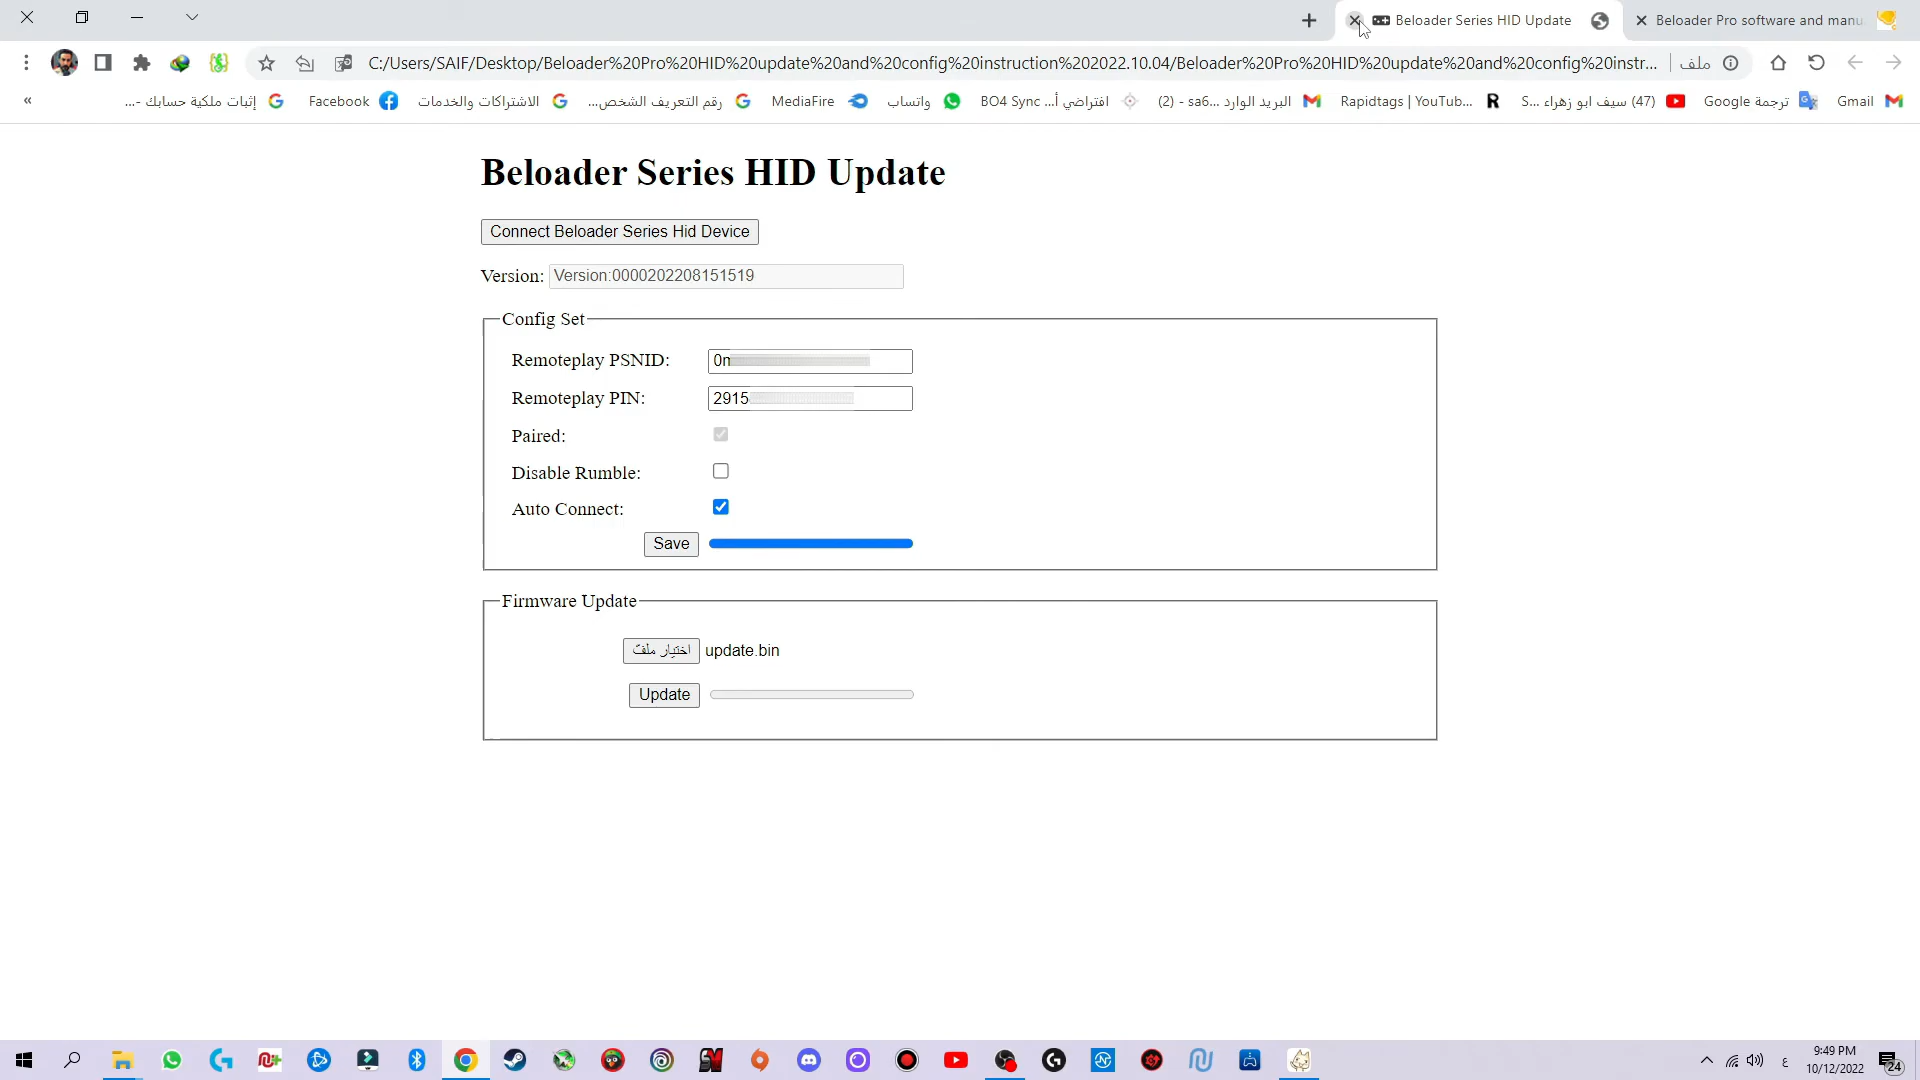 Beloader Series HID Update
Beloader Pro software and manu
C:/Users/SAIF/Desktop/Beloader%20Pro%20HID%20update%20and%20config%20instruction%202022.10.04/Beloader%20Pro%20HID%20update%20and%20config%20instr...
ملف
إثبات ملكية حسابك -...
Facebook
الاشتراكات والخدمات
رقم التعريف الشخص...
MediaFire
واتساب
BO4 Sync افتراضي أ...
(2) - sa6... البريد الوارد
Rapidtags | YouTub...
S... سيف ابو زهراء (47)
ترجمة Google
Gmail
Beloader Series HID Update
Connect Beloader Series Hid Device
Version: Version:0000202208151519
Config Set
Remoteplay PSNID: 0m
Remoteplay PIN: 2915
Paired:
Disable Rumble:
Auto Connect:
Save
Firmware Update
اختيار ملف update.bin
Update
ع
9:49 PM
10/12/2022
24